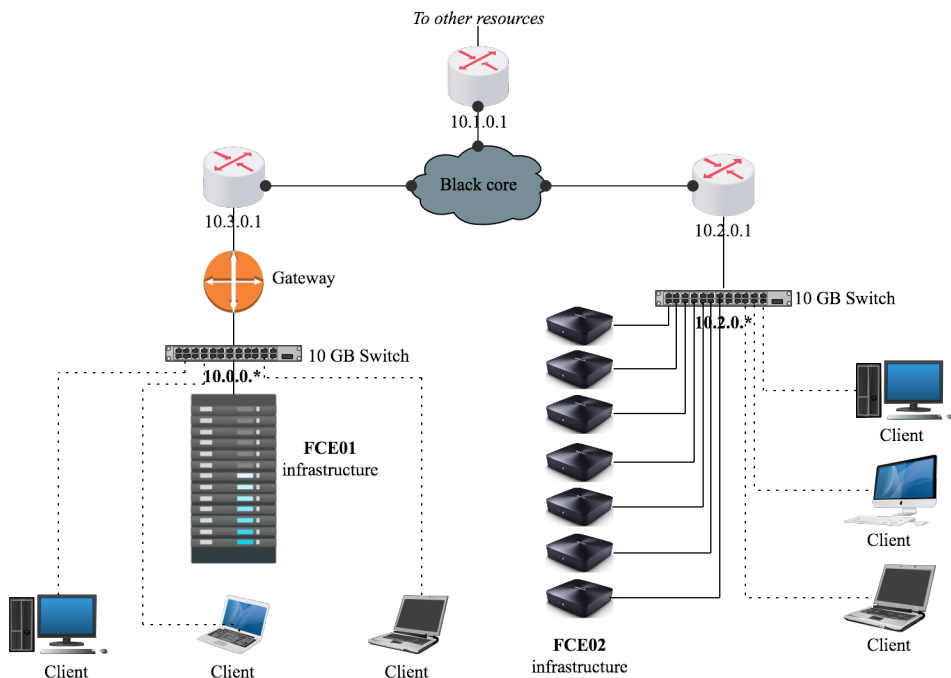 To other resources
10.1.0.1
Black core
10.3.0.1
10.2.0.1
Gateway
10 GB Switch
10.2.0.*
10 GB Switch
10.0.0.*
FCE01
infrastructure
Client
Client
Client
FCE02
infrastructure
Client
Client
Client